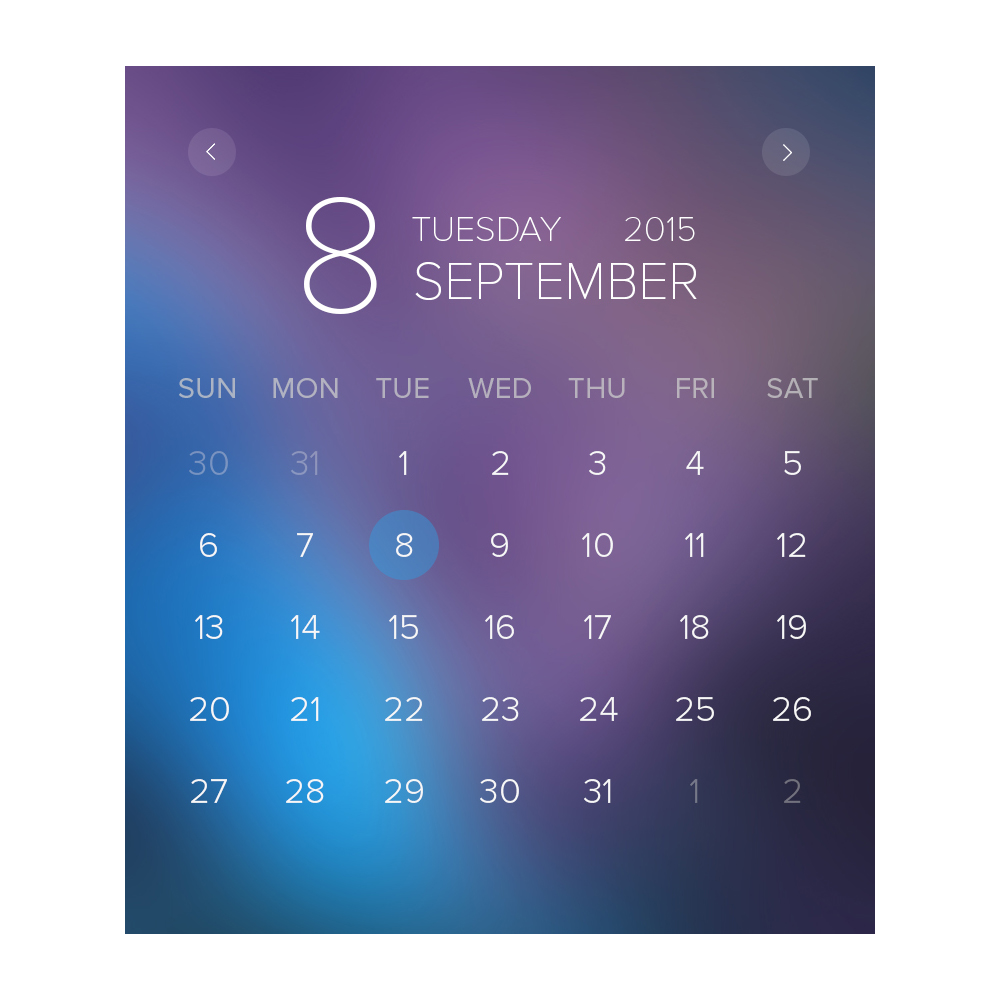 8 TUESDAY 2015
SEPTEMBER
SUN MON TUE WED THU FRI SAT
30 31 1 2 3 4 5
6 7 8 9 10 11 12
13 14 15 16 17 18 19
20 21 22 23 24 25 26
27 28 29 30 31 1 2